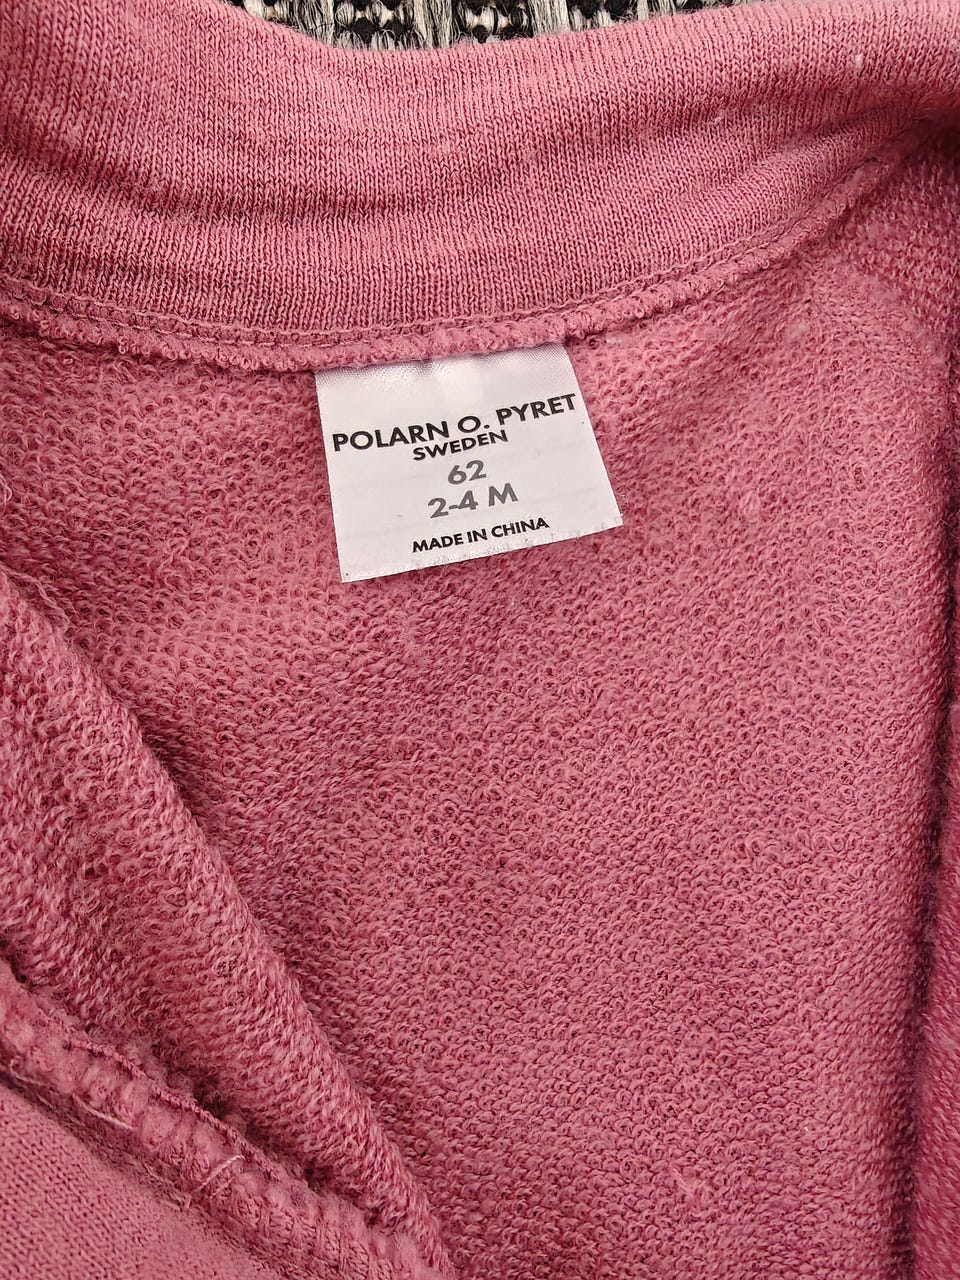 POLARN O. PYRET
SWEDEN
62
2-4 M
MADE IN CHINA